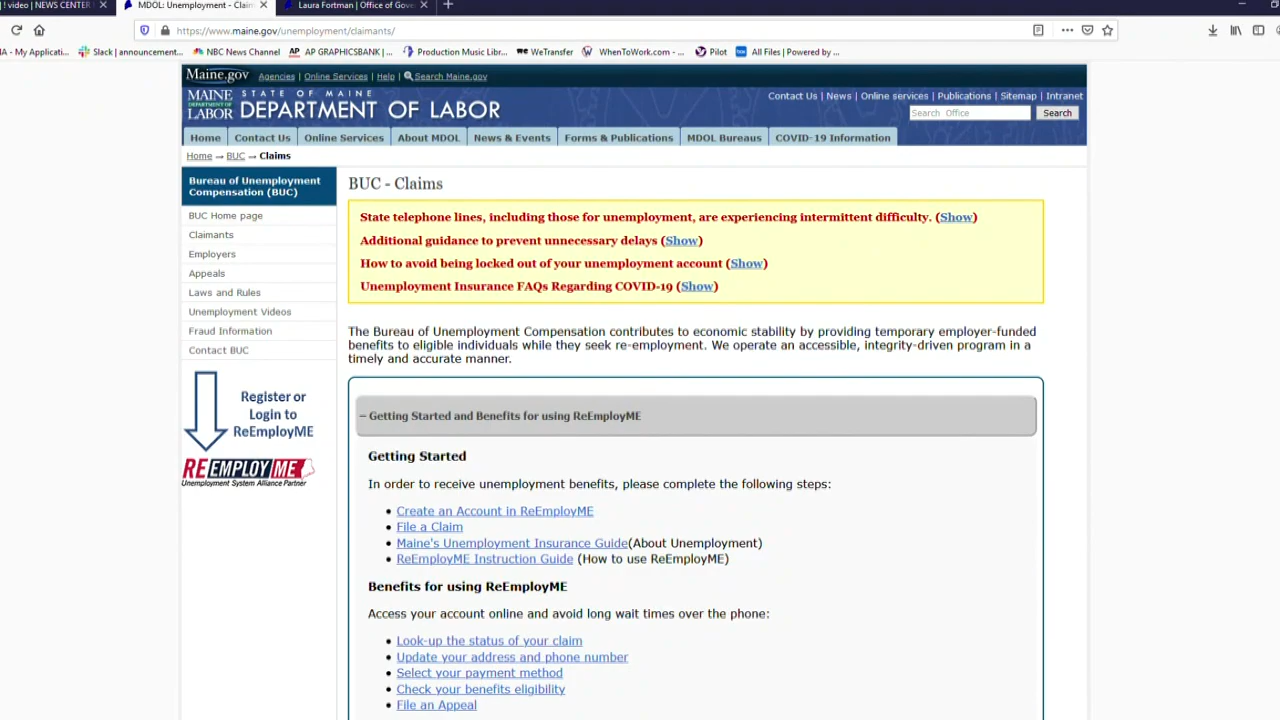 ! video | NEWS CENTER
MDOL: Unemployment - Claim
Laura Fortman | Office of Gove
https://www.maine.gov/unemployment/claimants/
A - My Applicati...
Slack | announcement...
NBC News Channel
AP GRAPHICSBANK |...
Production Music Libr...
WeTransfer
WhenToWork.com - ...
Pilot
All Files | Powered by ...
Maine.gov Agencies | Online Services | Help | Search Maine.gov
MAINE DEPARTMENT OF LABOR
STATE OF MAINE
DEPARTMENT OF LABOR
Contact Us | News | Online services | Publications | Sitemap | Intranet
Search Office Search
Home Contact Us Online Services About MDOL News & Events Forms & Publications MDOL Bureaus COVID-19 Information
Home → BUC → Claims
Bureau of Unemployment
Compensation (BUC)
BUC Home page
Claimants
Employers
Appeals
Laws and Rules
Unemployment Videos
Fraud Information
Contact BUC
Register or
Login to
ReEmployME
REEMPLOYME
Unemployment System Alliance Partner
BUC - Claims
State telephone lines, including those for unemployment, are experiencing intermittent difficulty. (Show)
Additional guidance to prevent unnecessary delays (Show)
How to avoid being locked out of your unemployment account (Show)
Unemployment Insurance FAQs Regarding COVID-19 (Show)
The Bureau of Unemployment Compensation contributes to economic stability by providing temporary employer-funded
benefits to eligible individuals while they seek re-employment. We operate an accessible, integrity-driven program in a
timely and accurate manner.
− Getting Started and Benefits for using ReEmployME
Getting Started
In order to receive unemployment benefits, please complete the following steps:
• Create an Account in ReEmployME
• File a Claim
• Maine's Unemployment Insurance Guide(About Unemployment)
• ReEmployME Instruction Guide (How to use ReEmployME)
Benefits for using ReEmployME
Access your account online and avoid long wait times over the phone:
• Look-up the status of your claim
• Update your address and phone number
• Select your payment method
• Check your benefits eligibility
• File an Appeal